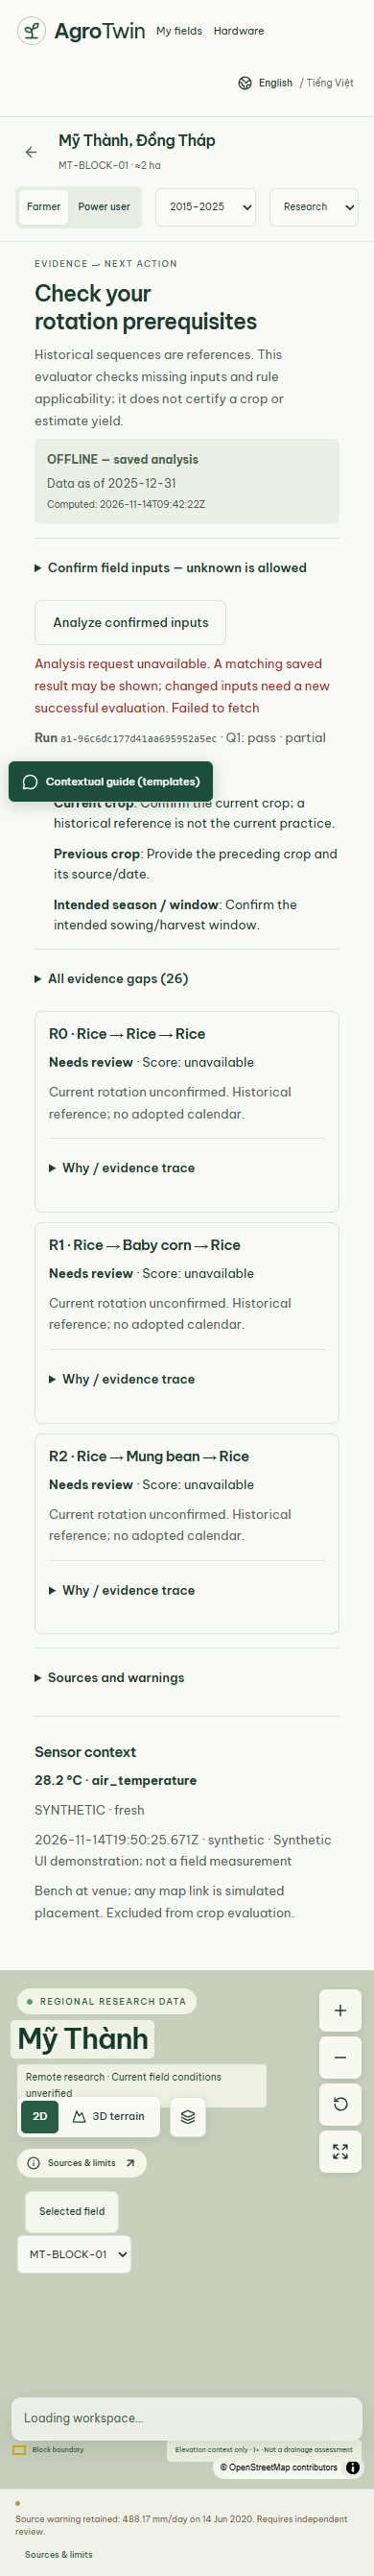 AgroTwin My fields Hardware
English / Tiếng Việt
Mỹ Thành, Đồng Tháp
MT-BLOCK-01 · ≈2 ha
Farmer Power user 2015–2025 Research
EVIDENCE → NEXT ACTION
Check your
rotation prerequisites
Historical sequences are references. This
evaluator checks missing inputs and rule
applicability; it does not certify a crop or
estimate yield.
OFFLINE — saved analysis
Data as of 2025-12-31
Computed: 2026-11-14T09:42:22Z
Confirm field inputs — unknown is allowed
Analyze confirmed inputs
Analysis request unavailable. A matching saved
result may be shown; changed inputs need a new
successful evaluation. Failed to fetch
Run a1-96c6dc177d41aa695952a5ec · Q1: pass · partial
Contextual guide (templates)
Current crop: Confirm the current crop; a
historical reference is not the current practice.
Previous crop: Provide the preceding crop and
its source/date.
Intended season / window: Confirm the
intended sowing/harvest window.
All evidence gaps (26)
R0 · Rice → Rice → Rice
Needs review · Score: unavailable
Current rotation unconfirmed. Historical
reference; no adopted calendar.
Why / evidence trace
R1 · Rice → Baby corn → Rice
Needs review · Score: unavailable
Current rotation unconfirmed. Historical
reference; no adopted calendar.
Why / evidence trace
R2 · Rice → Mung bean → Rice
Needs review · Score: unavailable
Current rotation unconfirmed. Historical
reference; no adopted calendar.
Why / evidence trace
Sources and warnings
Sensor context
28.2 °C · air_temperature
SYNTHETIC · fresh
2026-11-14T19:50:25.671Z · synthetic · Synthetic
UI demonstration; not a field measurement
Bench at venue; any map link is simulated
placement. Excluded from crop evaluation.
REGIONAL RESEARCH DATA
Mỹ Thành
Remote research · Current field conditions
unverified
2D 3D terrain
Sources & limits
Selected field
MT-BLOCK-01
Loading workspace…
Block boundary
Elevation context only · 1× · Not a drainage assessment
© OpenStreetMap contributors
Source warning retained: 488.17 mm/day on 14 Jun 2020. Requires independent
review.
Sources & limits